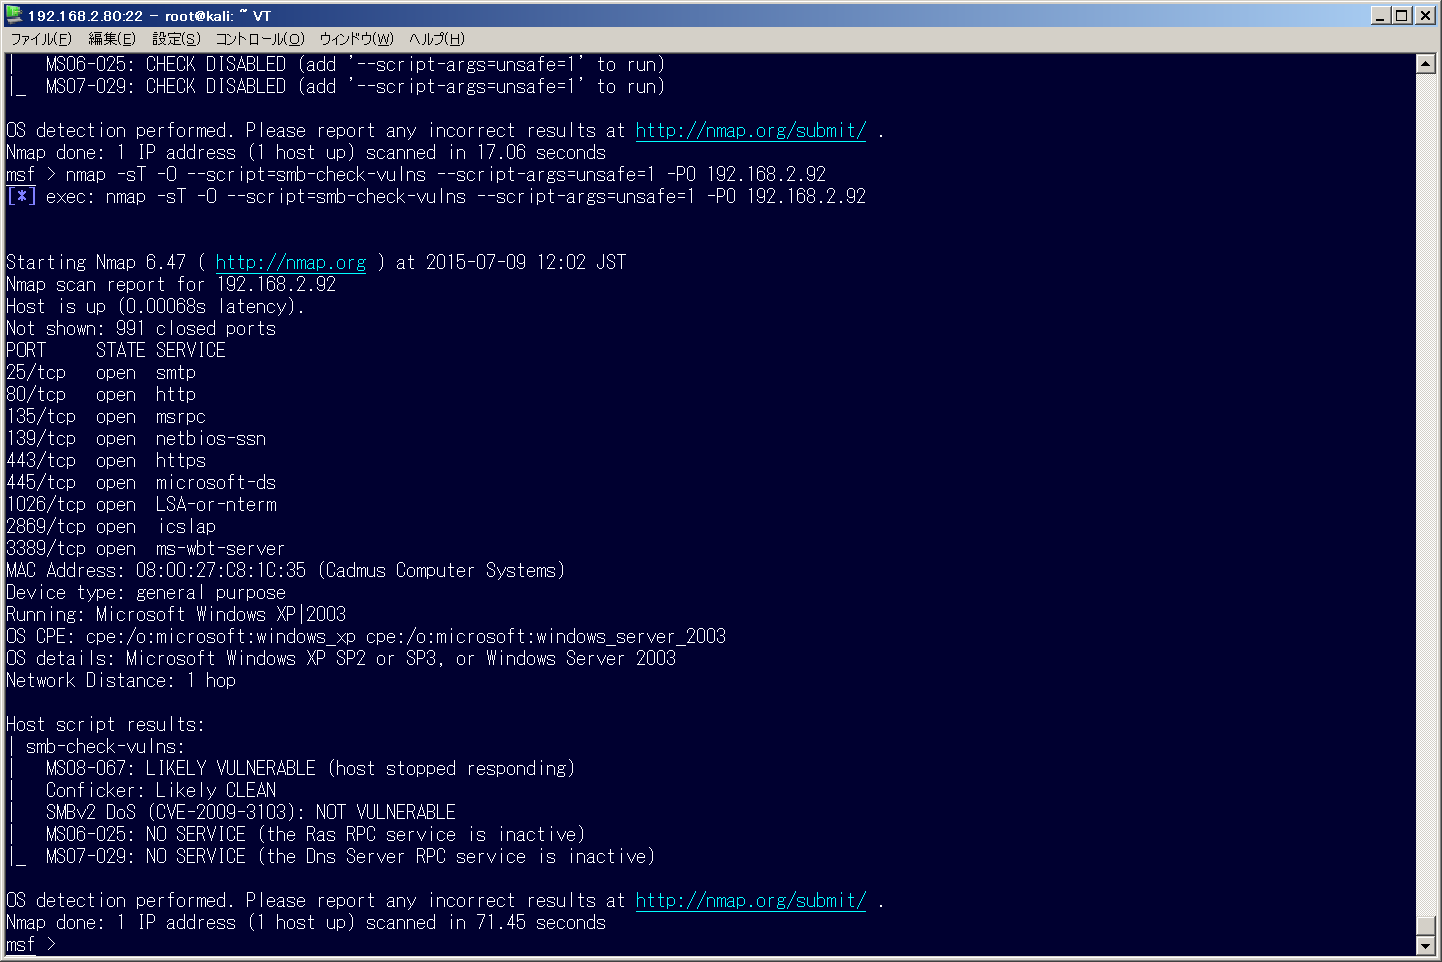 192.168.2.80:22 - root@kali: ~ VT
ファイル(F) 編集(E) 設定(S) コントロール(O) ウィンドウ(W) ヘルプ(H)
|   MS06-025: CHECK DISABLED (add '--script-args=unsafe=1' to run)
|_  MS07-029: CHECK DISABLED (add '--script-args=unsafe=1' to run)
OS detection performed. Please report any incorrect results at http://nmap.org/submit/ .
Nmap done: 1 IP address (1 host up) scanned in 17.06 seconds
msf > nmap -sT -O --script=smb-check-vulns --script-args=unsafe=1 -P0 192.168.2.92
[*] exec: nmap -sT -O --script=smb-check-vulns --script-args=unsafe=1 -P0 192.168.2.92
Starting Nmap 6.47 ( http://nmap.org ) at 2015-07-09 12:02 JST
Nmap scan report for 192.168.2.92
Host is up (0.00068s latency).
Not shown: 991 closed ports
PORT     STATE SERVICE
25/tcp   open  smtp
80/tcp   open  http
135/tcp  open  msrpc
139/tcp  open  netbios-ssn
443/tcp  open  https
445/tcp  open  microsoft-ds
1026/tcp open  LSA-or-nterm
2869/tcp open  icslap
3389/tcp open  ms-wbt-server
MAC Address: 08:00:27:C8:1C:35 (Cadmus Computer Systems)
Device type: general purpose
Running: Microsoft Windows XP|2003
OS CPE: cpe:/o:microsoft:windows_xp cpe:/o:microsoft:windows_server_2003
OS details: Microsoft Windows XP SP2 or SP3, or Windows Server 2003
Network Distance: 1 hop
Host script results:
| smb-check-vulns:
|   MS08-067: LIKELY VULNERABLE (host stopped responding)
|   Conficker: Likely CLEAN
|   SMBv2 DoS (CVE-2009-3103): NOT VULNERABLE
|   MS06-025: NO SERVICE (the Ras RPC service is inactive)
|_  MS07-029: NO SERVICE (the Dns Server RPC service is inactive)
OS detection performed. Please report any incorrect results at http://nmap.org/submit/ .
Nmap done: 1 IP address (1 host up) scanned in 71.45 seconds
msf >